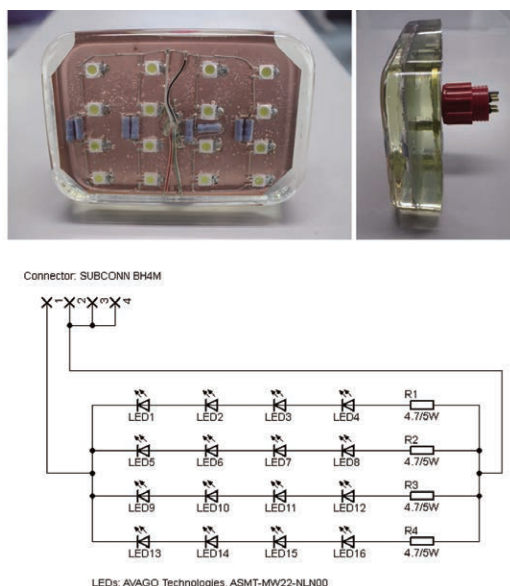 Connector: SUBCONN BH4M
1 2 3 4
R1
LED1 LED2 LED3 LED4 4.7/5W
R2
LED5 LED6 LED7 LED8 4.7/5W
R3
LED9 LED10 LED11 LED12 4.7/5W
R4
LED13 LED14 LED15 LED16 4.7/5W
LEDs: AVAGO Technologies, ASMT-MW22-NLN00